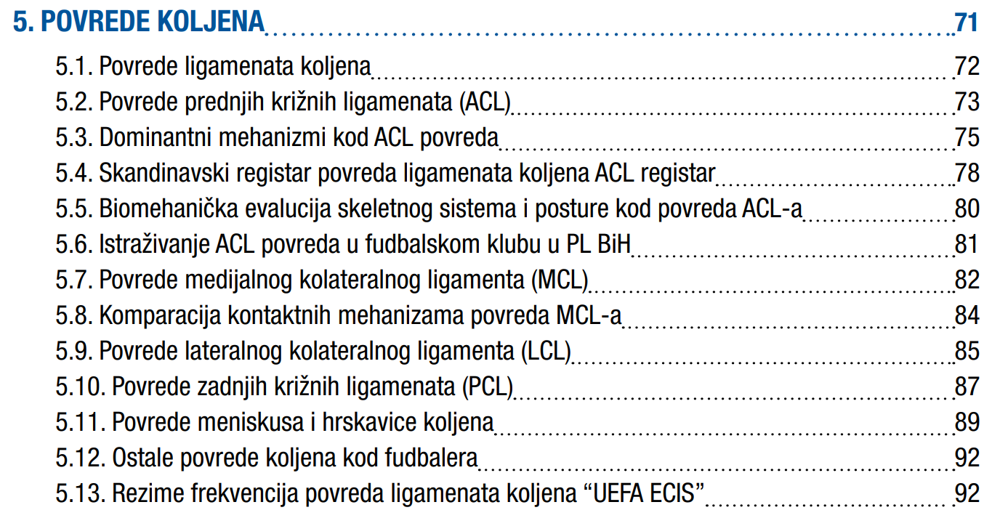 5. POVREDE KOLJENA 71
5.1. Povrede ligamenata koljena 72
5.2. Povrede prednjih križnih ligamenata (ACL) 73
5.3. Dominantni mehanizmi kod ACL povreda 75
5.4. Skandinavski registar povreda ligamenata koljena ACL registar 78
5.5. Biomehanička evalucija skeletnog sistema i posture kod povreda ACL-a 80
5.6. Istraživanje ACL povreda u fudbalskom klubu u PL BiH 81
5.7. Povrede medijalnog kolateralnog ligamenta (MCL) 82
5.8. Komparacija kontaktnih mehanizama povreda MCL-a 84
5.9. Povrede lateralnog kolateralnog ligamenta (LCL) 85
5.10. Povrede zadnjih križnih ligamenata (PCL) 87
5.11. Povrede meniskusa i hrskavice koljena 89
5.12. Ostale povrede koljena kod fudbalera 92
5.13. Rezime frekvencija povreda ligamenata koljena “UEFA ECIS” 92